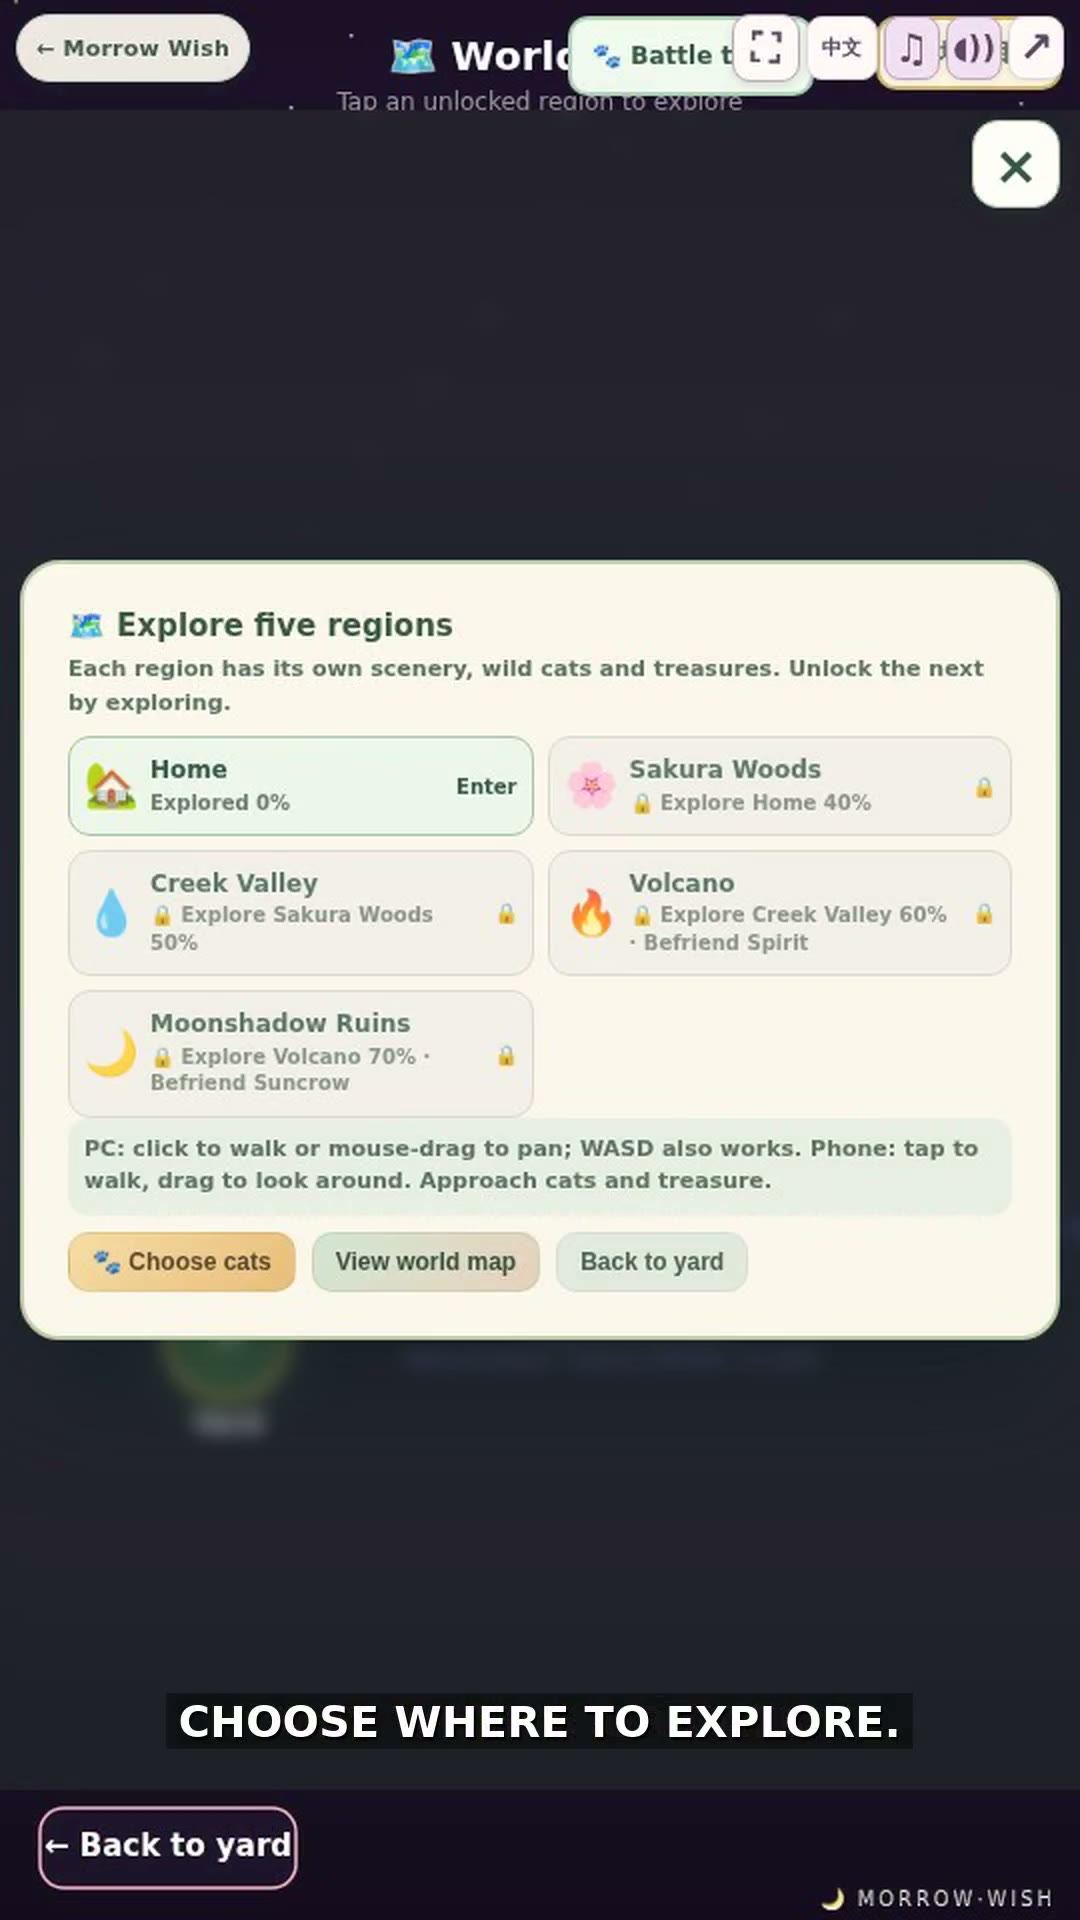 ← Morrow Wish
Worl
Battle t
中文
Tap an unlocked region to explore
Explore five regions
Each region has its own scenery, wild cats and treasures. Unlock the next
by exploring.
Home
Explored 0%
Enter
Sakura Woods
Explore Home 40%
Creek Valley
Explore Sakura Woods
50%
Volcano
Explore Creek Valley 60%
· Befriend Spirit
Moonshadow Ruins
Explore Volcano 70% ·
Befriend Suncrow
PC: click to walk or mouse-drag to pan; WASD also works. Phone: tap to
walk, drag to look around. Approach cats and treasure.
Choose cats
View world map
Back to yard
CHOOSE WHERE TO EXPLORE.
← Back to yard
MORROW·WISH